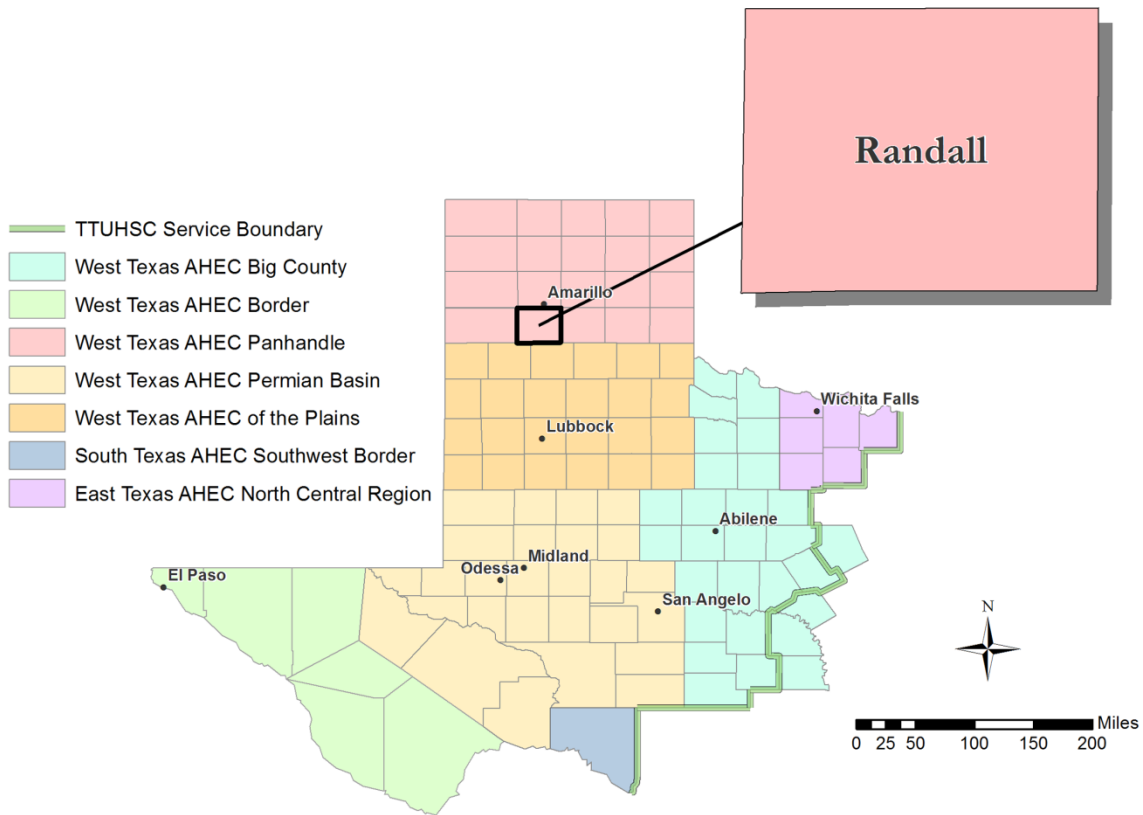 Randall
TTUHSC Service Boundary
West Texas AHEC Big County
West Texas AHEC Border
West Texas AHEC Panhandle
West Texas AHEC Permian Basin
West Texas AHEC of the Plains
South Texas AHEC Southwest Border
East Texas AHEC North Central Region
Amarillo
Wichita Falls
Lubbock
Abilene
Midland
Odessa
El Paso
San Angelo
N
Miles
0 25 50 100 150 200